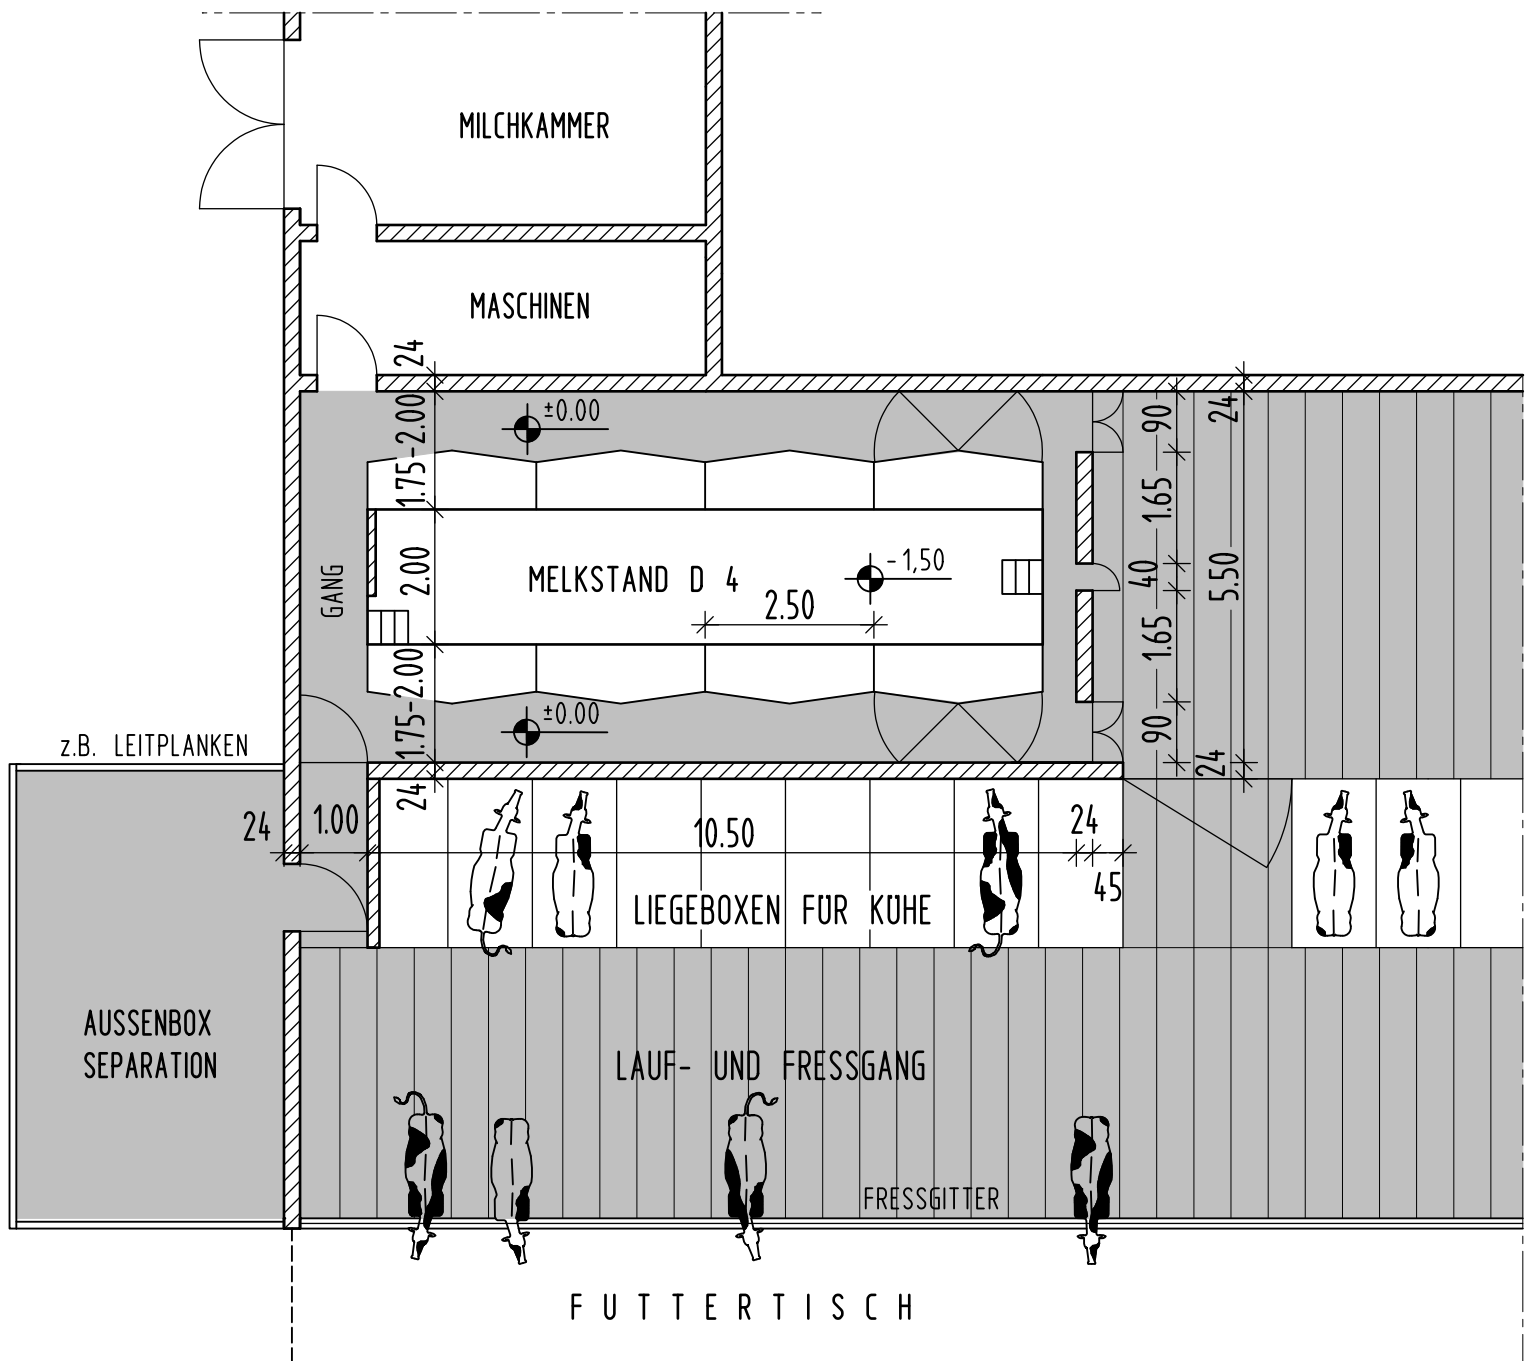 MILCHKAMMER
MASCHINEN
24
±0.00
1.75-2.00
90
24
1.65
GANG
2.00
MELKSTAND D 4
-1,50
40
5.50
2.50
1.65
1.75-2.00
±0.00
90
24
z.B. LEITPLANKEN
24
24
1.00
10.50
24
45
LIEGEBOXEN FÜR KÜHE
AUSSENBOX
SEPARATION
LAUF- UND FRESSGANG
FRESSGITTER
FUTTERTISCH